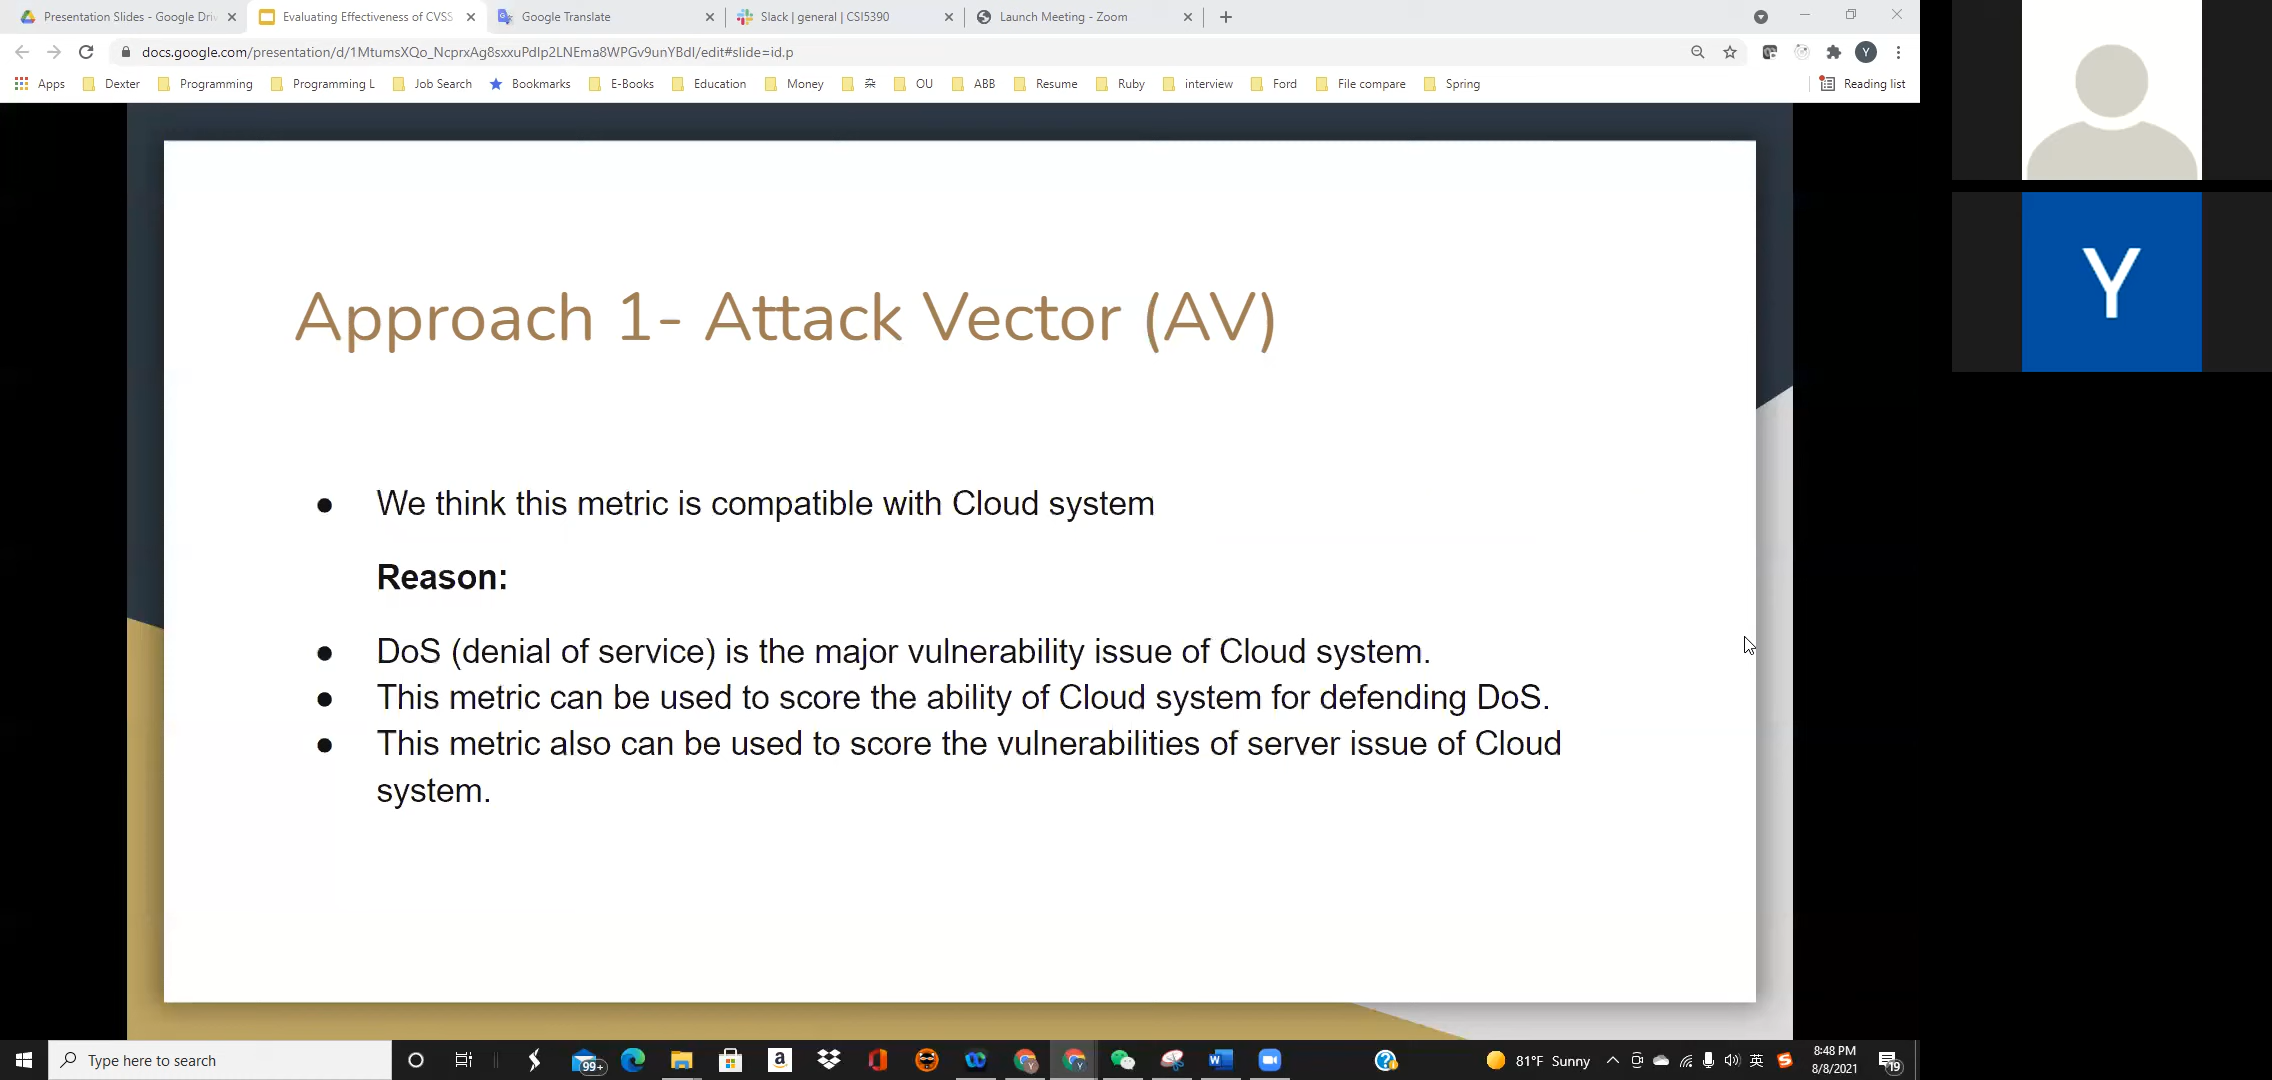 Presentation Slides - Google Driv
Evaluating Effectiveness of CVSS
Google Translate
Slack | general | CSI5390
Launch Meeting - Zoom
docs.google.com/presentation/d/1MtumsXQo_NcprxAg8sxxuPdIp2LNEma8WPGv9unYBdI/edit#slide=id.p
Y
Apps
Dexter
Programming
Programming L
Job Search
Bookmarks
E-Books
Education
Money
杂
OU
ABB
Resume
Ruby
interview
Ford
File compare
Spring
Reading list
Y
Approach 1- Attack Vector (AV)
● We think this metric is compatible with Cloud system
Reason:
● DoS (denial of service) is the major vulnerability issue of Cloud system.
● This metric can be used to score the ability of Cloud system for defending DoS.
● This metric also can be used to score the vulnerabilities of server issue of Cloud
system.
Type here to search
99+
81°F Sunny
英
8:48 PM
8/8/2021
19